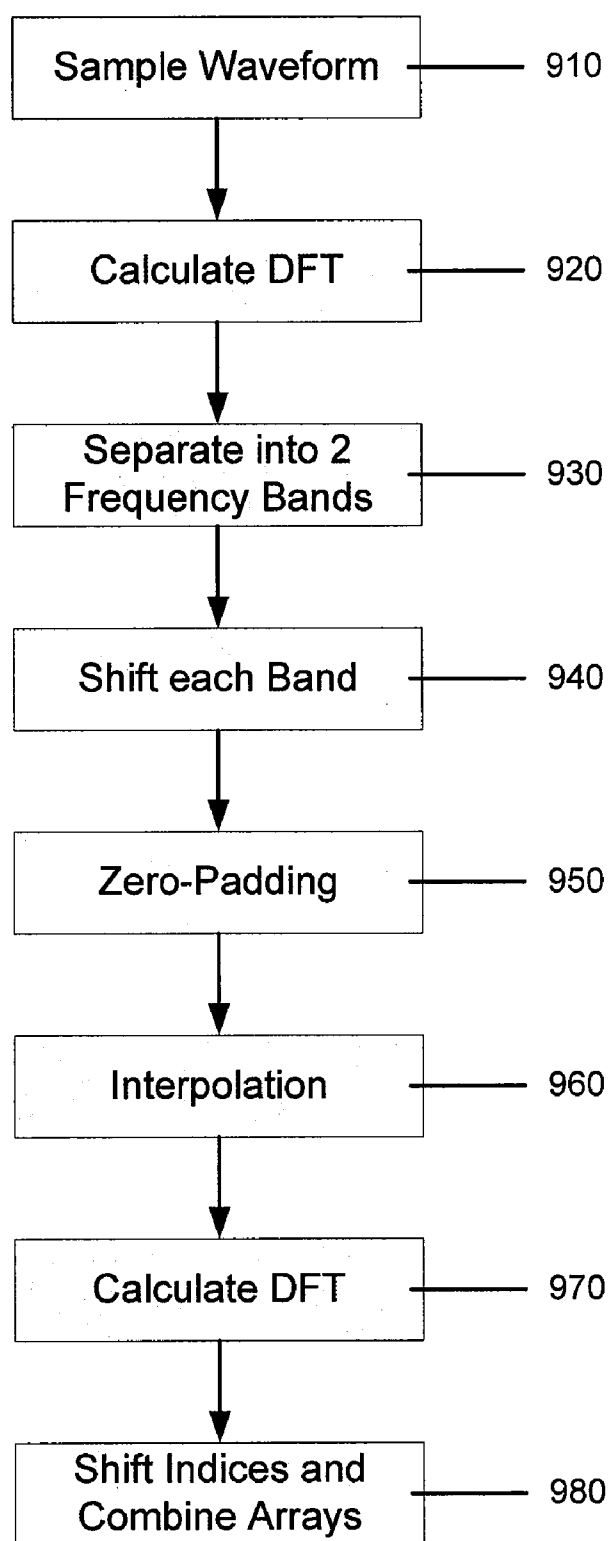 Sample Waveform 910
Calculate DFT 920
Separate into 2
Frequency Bands 930
Shift each Band 940
Zero-Padding 950
Interpolation 960
Calculate DFT 970
Shift Indices and
Combine Arrays 980